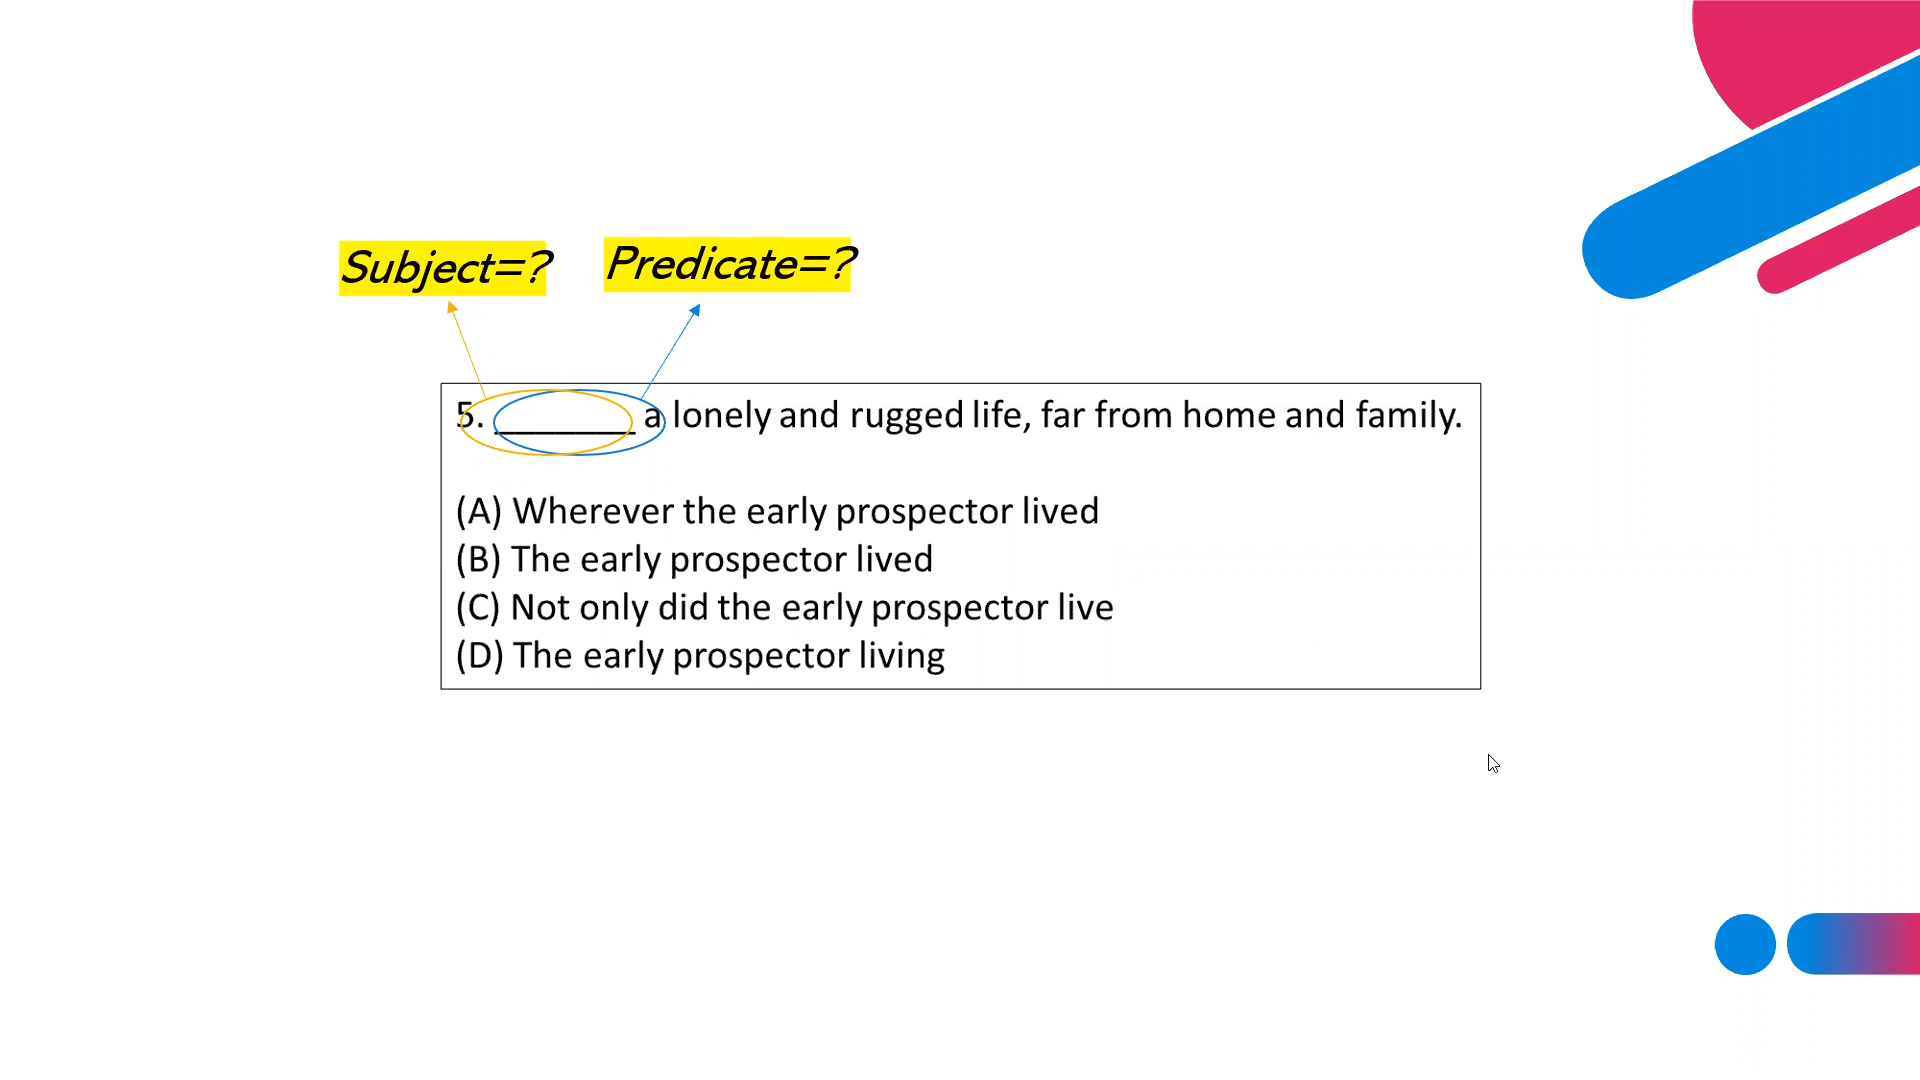 Subject=?
Predicate=?
5. ________ a lonely and rugged life, far from home and family.
(A) Wherever the early prospector lived
(B) The early prospector lived
(C) Not only did the early prospector live
(D) The early prospector living